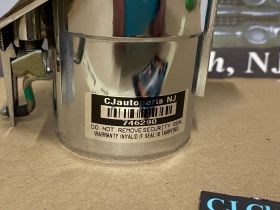 CJautoparts NJ
746290
DO NOT REMOVE SECURITY SEAL
WARRANTY INVALID IF SEAL IS TAMPERED
h, NJ